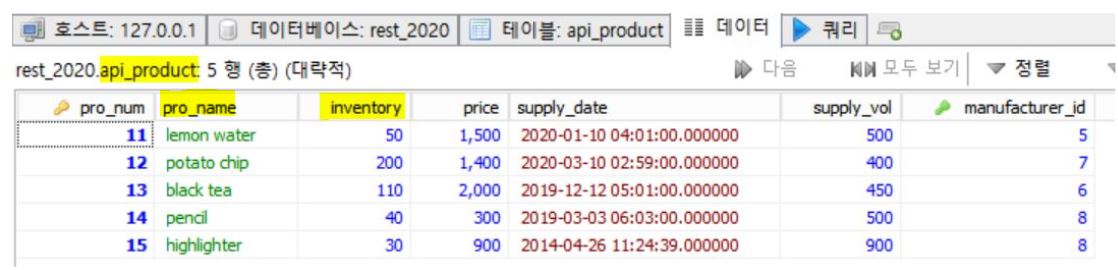 호스트: 127.0.0.1 데이터베이스: rest_2020 테이블: api_product 데이터 쿼리
rest_2020.api_product: 5 행 (총) (대략적) 다음 모두 보기 정렬
pro_num pro_name inventory price supply_date supply_vol manufacturer_id
11 lemon water 50 1,500 2020-01-10 04:01:00.000000 500 5
12 potato chip 200 1,400 2020-03-10 02:59:00.000000 400 7
13 black tea 110 2,000 2019-12-12 05:01:00.000000 450 6
14 pencil 40 300 2019-03-03 06:03:00.000000 500 8
15 highlighter 30 900 2014-04-26 11:24:39.000000 900 8